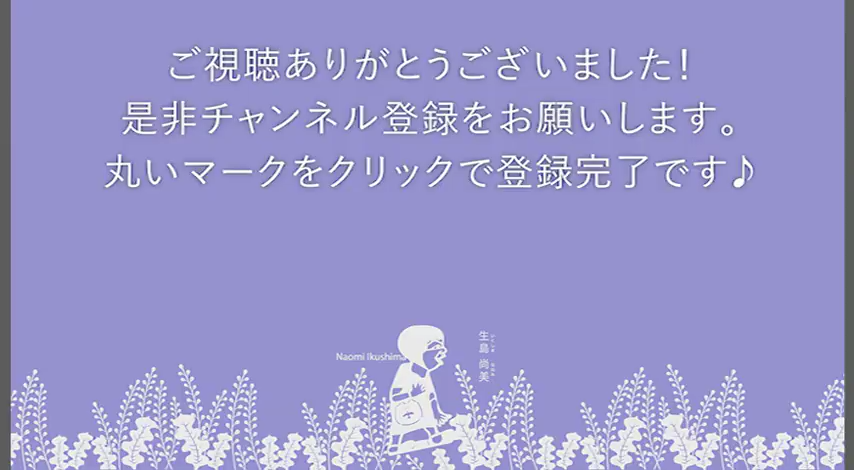 ご視聴ありがとうございました!
是非チャンネル登録をお願いします。
丸いマークをクリックで登録完了です♪
Naomi Ikushima
生島 尚美